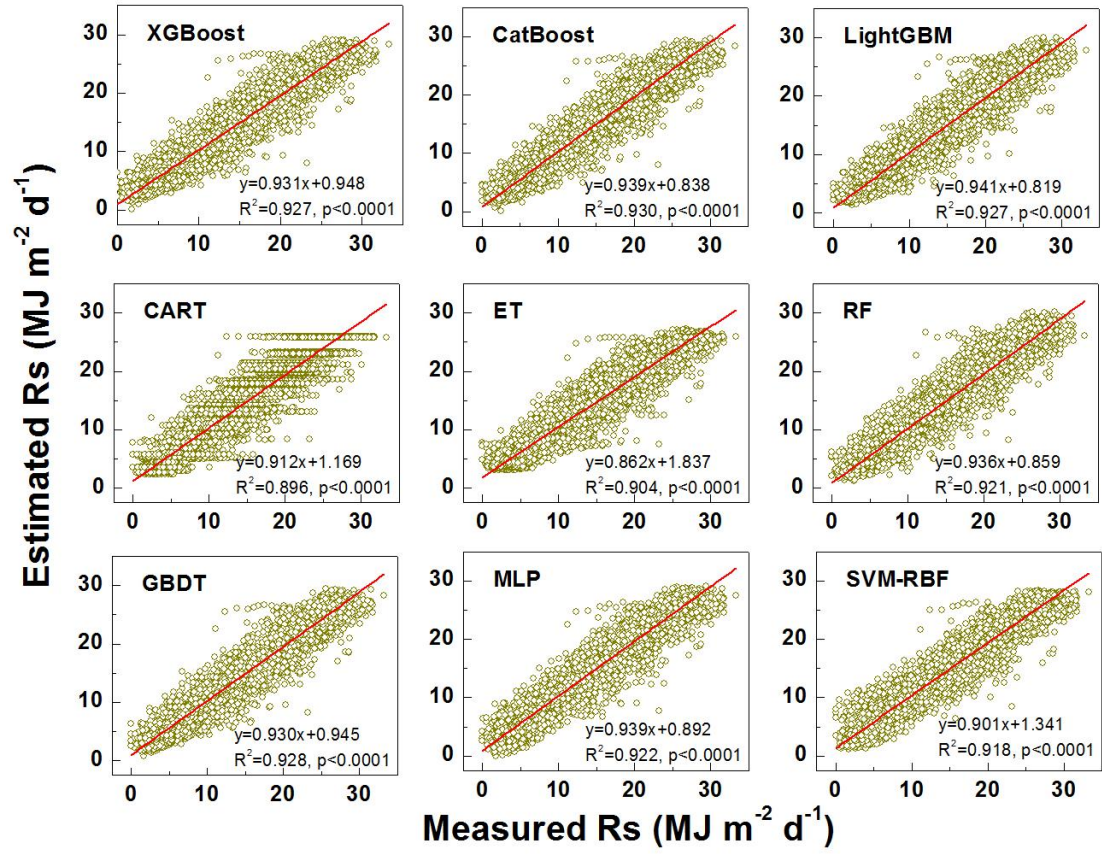 Estimated Rs (MJ m⁻² d⁻¹)
XGBoost
30
20
10
0
y=0.931x+0.948
R²=0.927, p<0.0001
0 10 20 30
CatBoost
30
20
10
0
y=0.939x+0.838
R²=0.930, p<0.0001
0 10 20 30
LightGBM
30
20
10
0
y=0.941x+0.819
R²=0.927, p<0.0001
0 10 20 30
CART
30
20
10
0
y=0.912x+1.169
R²=0.896, p<0.0001
0 10 20 30
ET
30
20
10
0
y=0.862x+1.837
R²=0.904, p<0.0001
0 10 20 30
RF
30
20
10
0
y=0.936x+0.859
R²=0.921, p<0.0001
0 10 20 30
GBDT
30
20
10
0
y=0.930x+0.945
R²=0.928, p<0.0001
0 10 20 30
MLP
30
20
10
0
y=0.939x+0.892
R²=0.922, p<0.0001
0 10 20 30
SVM-RBF
30
20
10
0
y=0.901x+1.341
R²=0.918, p<0.0001
0 10 20 30
Measured Rs (MJ m⁻² d⁻¹)